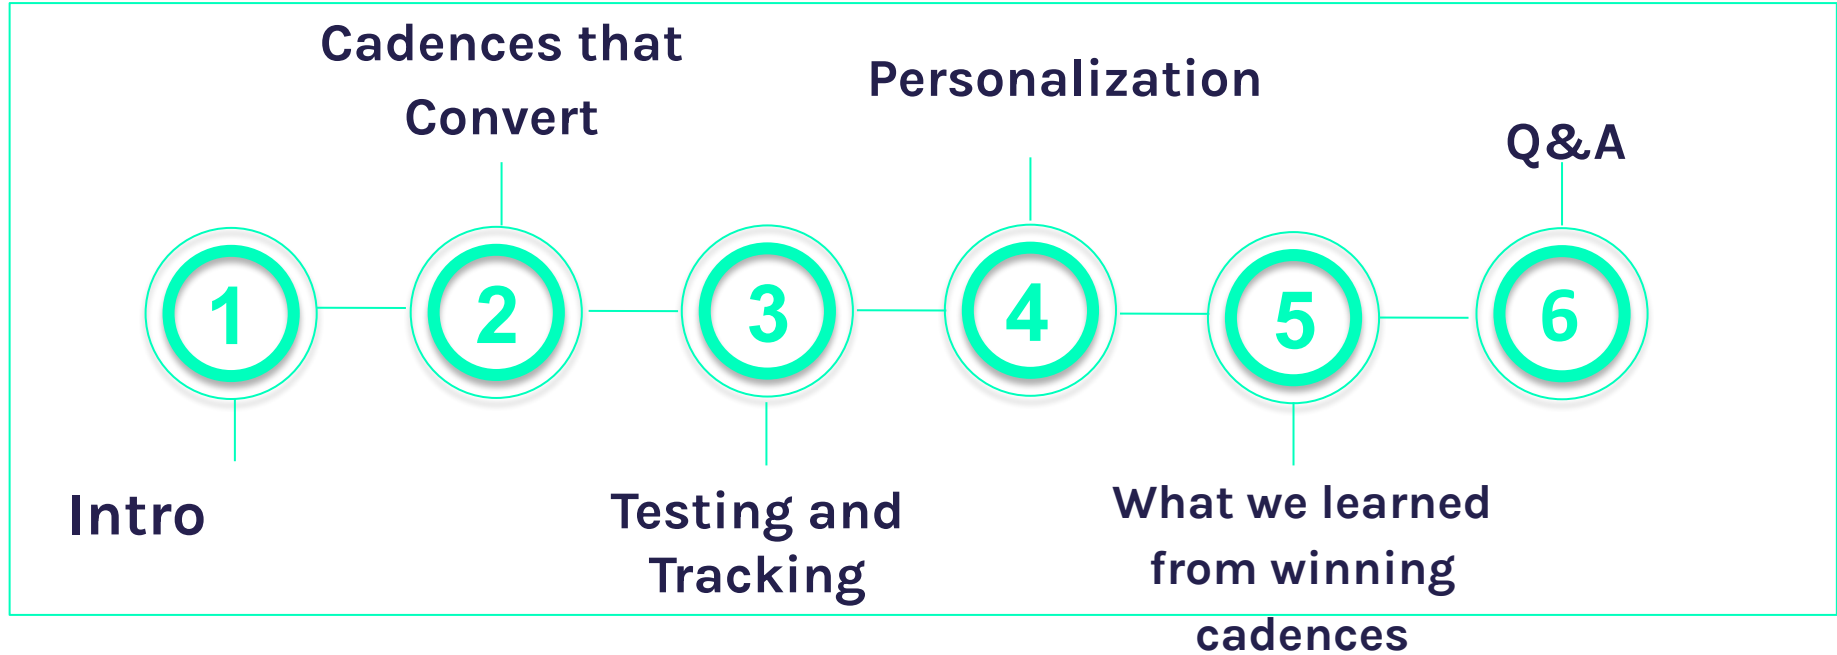 Cadences that
Convert
Personalization
Q&A
1
2
3
4
5
6
Intro
Testing and
Tracking
What we learned
from winning
cadences